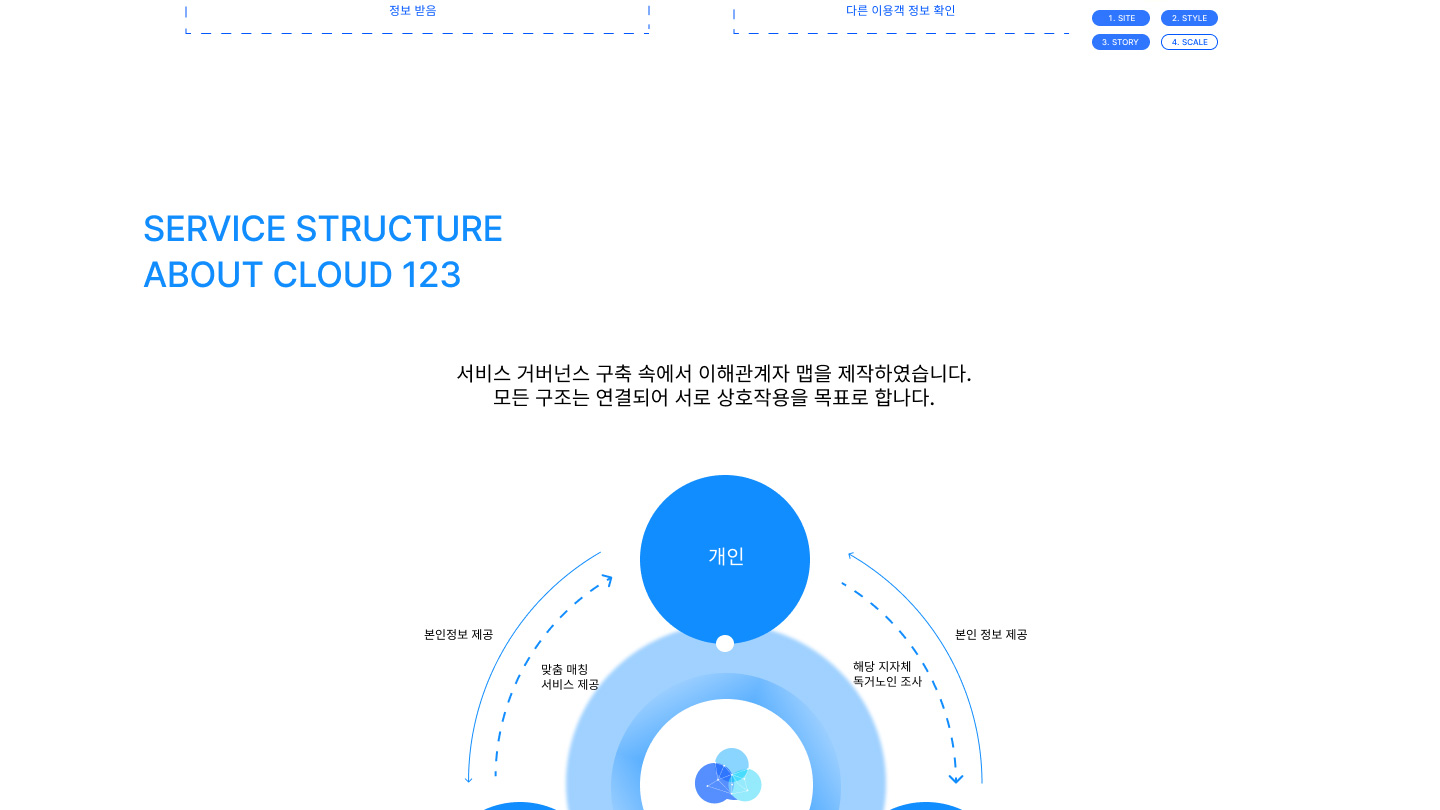 정보 받음
다른 이용객 정보 확인
1. SITE
2. STYLE
3. STORY
4. SCALE
SERVICE STRUCTURE
ABOUT CLOUD 123
서비스 거버넌스 구축 속에서 이해관계자 맵을 제작하였습니다.
모든 구조는 연결되어 서로 상호작용을 목표로 합나다.
개인
본인정보 제공
본인 정보 제공
맞춤 매칭
서비스 제공
해당 지자체
독거노인 조사